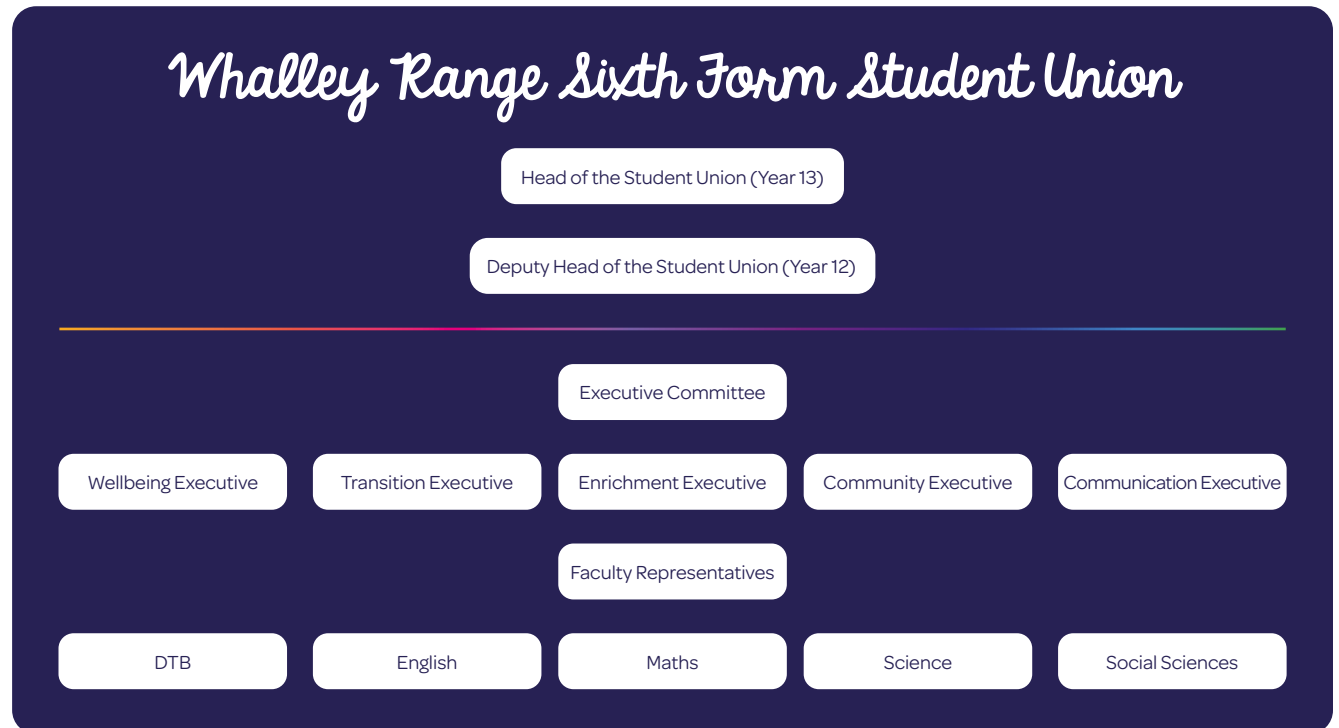 Whalley Range Sixth Form Student Union
Head of the Student Union (Year 13)
Deputy Head of the Student Union (Year 12)
Executive Committee
Wellbeing Executive
Transition Executive
Enrichment Executive
Community Executive
Communication Executive
Faculty Representatives
DTB
English
Maths
Science
Social Sciences